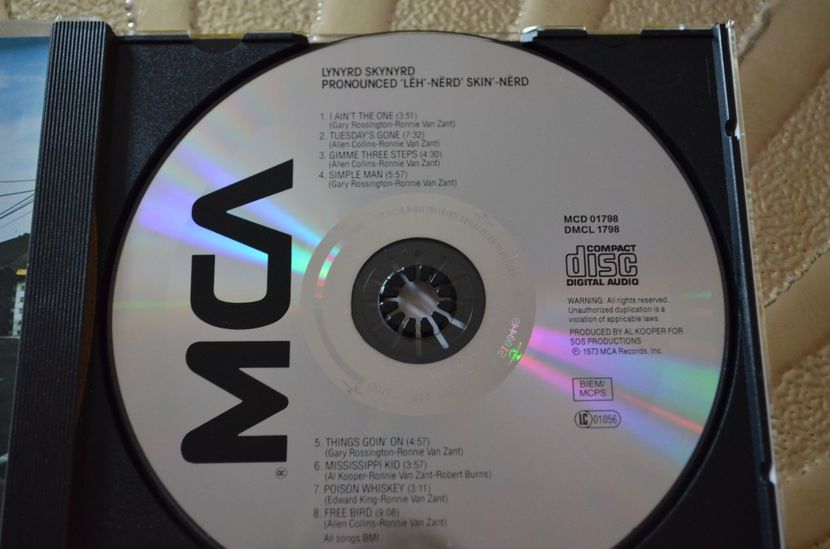 LYNYRD SKYNYRD
PRONOUNCED 'LĔH'-NĔRD' SKIN'-NĔRD
1. I AIN'T THE ONE (3:51)
(Gary Rossington-Ronnie Van Zant)
2. TUESDAY'S GONE (7:32)
(Allen Collins-Ronnie Van Zant)
3. GIMME THREE STEPS (4:30)
(Allen Collins-Ronnie Van Zant)
4. SIMPLE MAN (5:57)
(Gary Rossington-Ronnie Van Zant)
MCA
®
MCD 01798
DMCL 1798
COMPACT
disc
DIGITAL AUDIO
WARNING: All rights reserved.
Unauthorized duplication is a
violation of applicable laws.
PRODUCED BY AL KOOPER FOR
SOS PRODUCTIONS
℗ 1973 MCA Records, Inc.
BIEM/
MCPS
LC 01056
5. THINGS GOIN' ON (4:57)
(Gary Rossington-Ronnie Van Zant)
6. MISSISSIPPI KID (3:57)
(Al Kooper-Ronnie Van Zant-Robert Burns)
7. POISON WHISKEY (3:11)
(Edward King-Ronnie Van Zant)
8. FREE BIRD (9:08)
(Allen Collins-Ronnie Van Zant)
All songs BMI